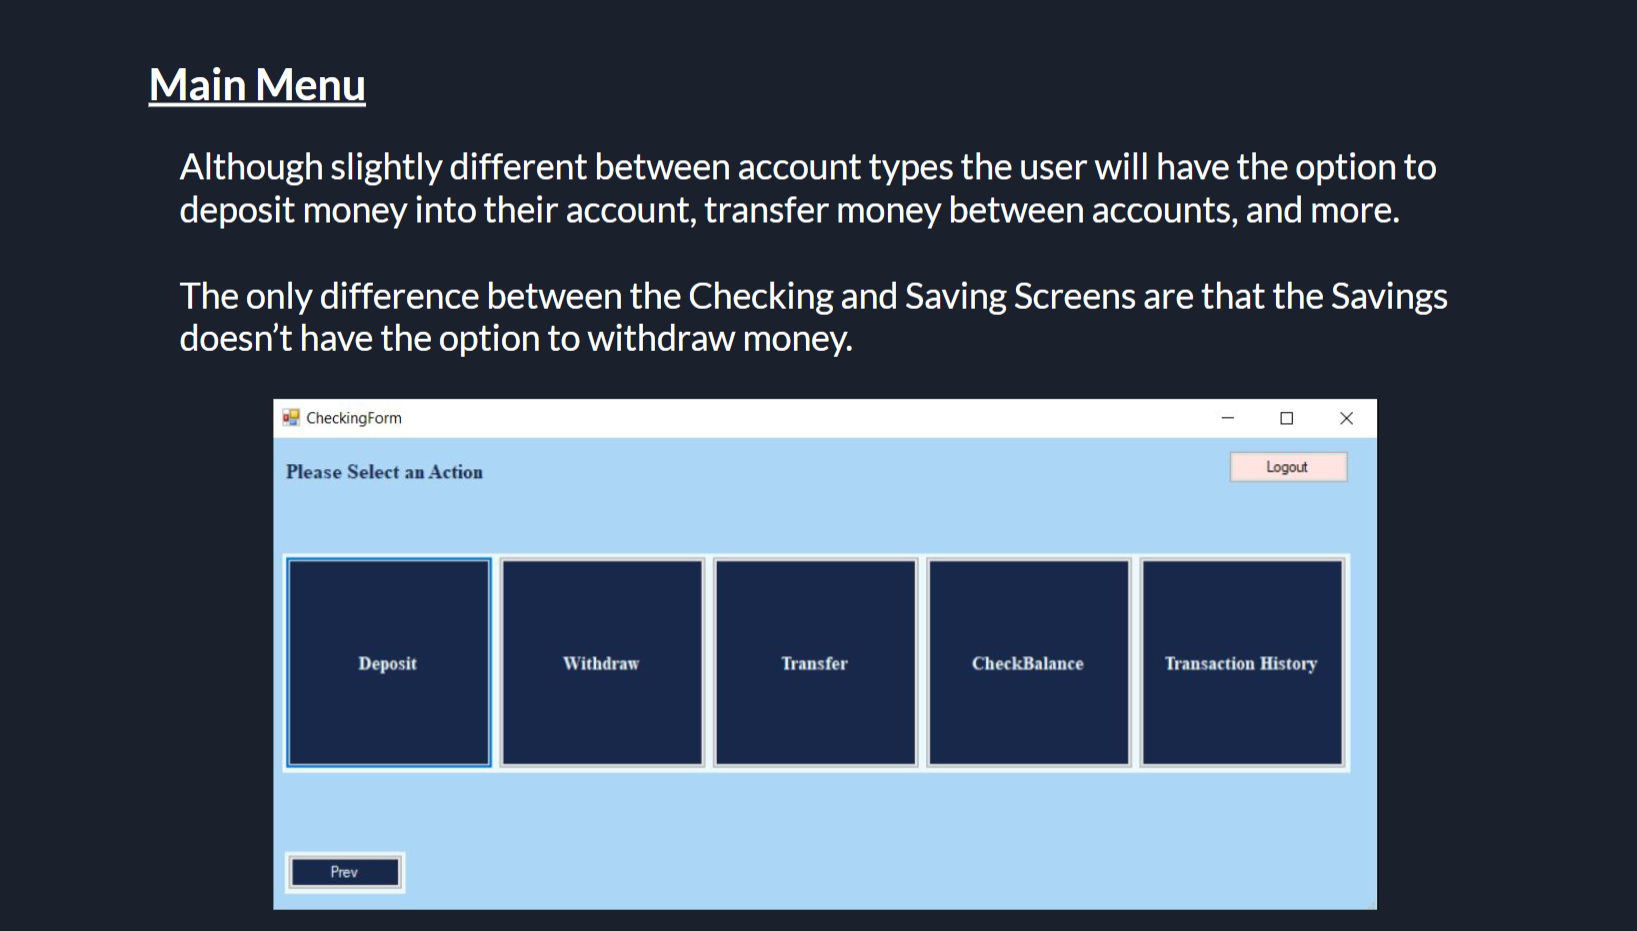 Main Menu
Although slightly different between account types the user will have the option to
deposit money into their account, transfer money between accounts, and more.
The only difference between the Checking and Saving Screens are that the Savings
doesn’t have the option to withdraw money.
CheckingForm
Please Select an Action
Logout
Deposit
Withdraw
Transfer
CheckBalance
Transaction History
Prev